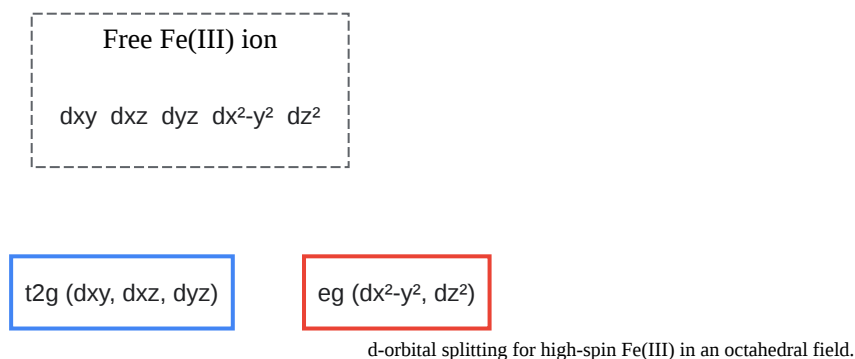 Free Fe(III) ion
dxy dxz dyz dx²-y² dz²
t2g (dxy, dxz, dyz)
eg (dx²-y², dz²)
d-orbital splitting for high-spin Fe(III) in an octahedral field.